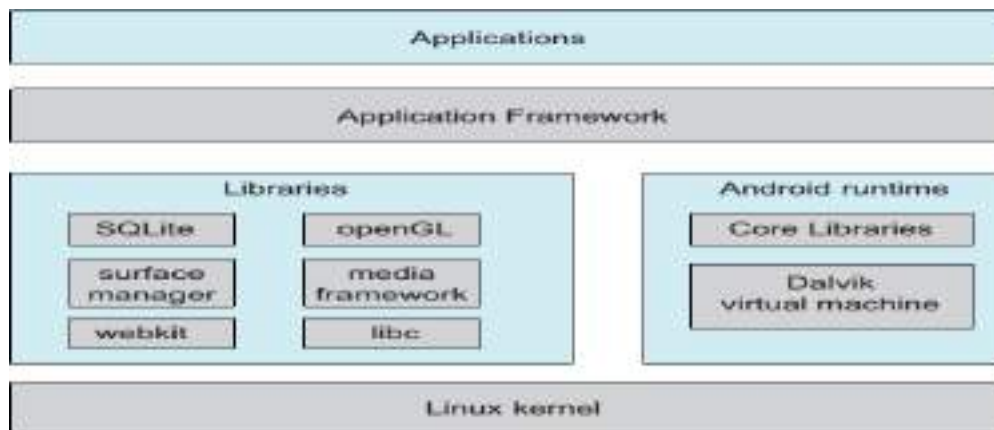 Applications
Application Framework
Libraries
SQLite
openGL
surface
manager
media
framework
webkit
libc
Android runtime
Core Libraries
Dalvik
virtual machine
Linux kernel